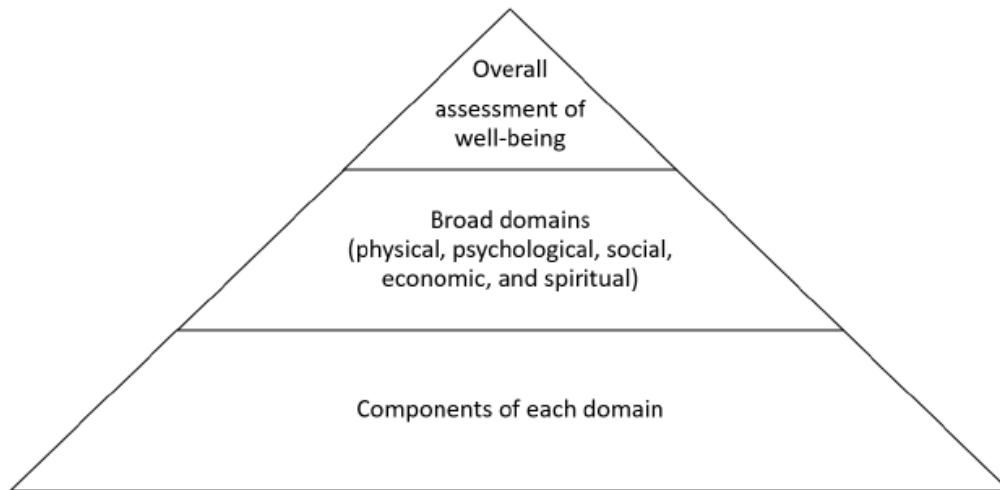 Overall
assessment of
well-being
Broad domains
(physical, psychological, social,
economic, and spiritual)
Components of each domain